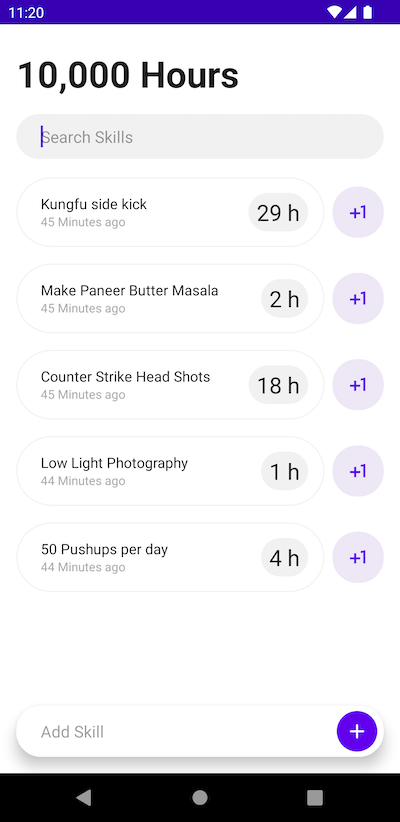 11:20
10,000 Hours
Search Skills
Kungfu side kick
45 Minutes ago
29 h
+1
Make Paneer Butter Masala
45 Minutes ago
2 h
+1
Counter Strike Head Shots
45 Minutes ago
18 h
+1
Low Light Photography
44 Minutes ago
1 h
+1
50 Pushups per day
44 Minutes ago
4 h
+1
Add Skill
+